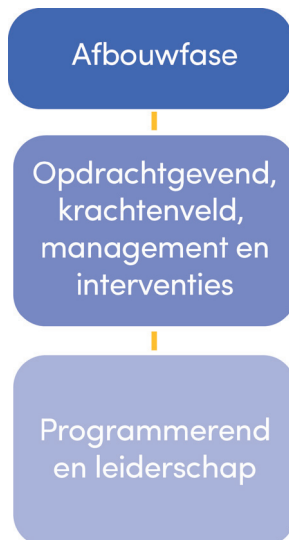 Afbouwfase
Opdrachtgevend,
krachtenveld,
management en
interventies
Programmerend
en leiderschap